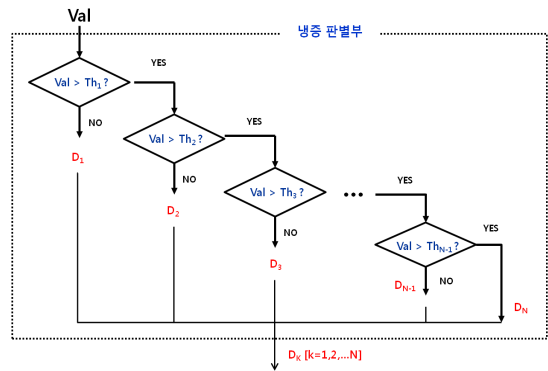 Val
냉증 판별부
Val > Th1 ?
YES
NO
D1
Val > Th2 ?
YES
NO
D2
Val > Th3 ?
NO
D3
•••
YES
Val > ThN-1 ?
YES
NO
DN-1
DN
DK [k=1,2,...N]